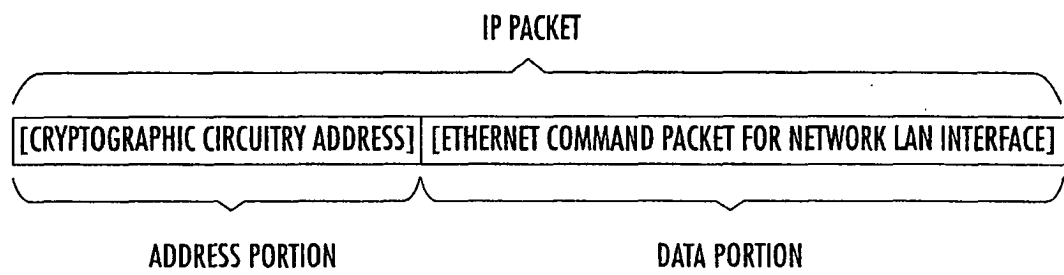 IP PACKET
[CRYPTOGRAPHIC CIRCUITRY ADDRESS] [ETHERNET COMMAND PACKET FOR NETWORK LAN INTERFACE]
ADDRESS PORTION DATA PORTION